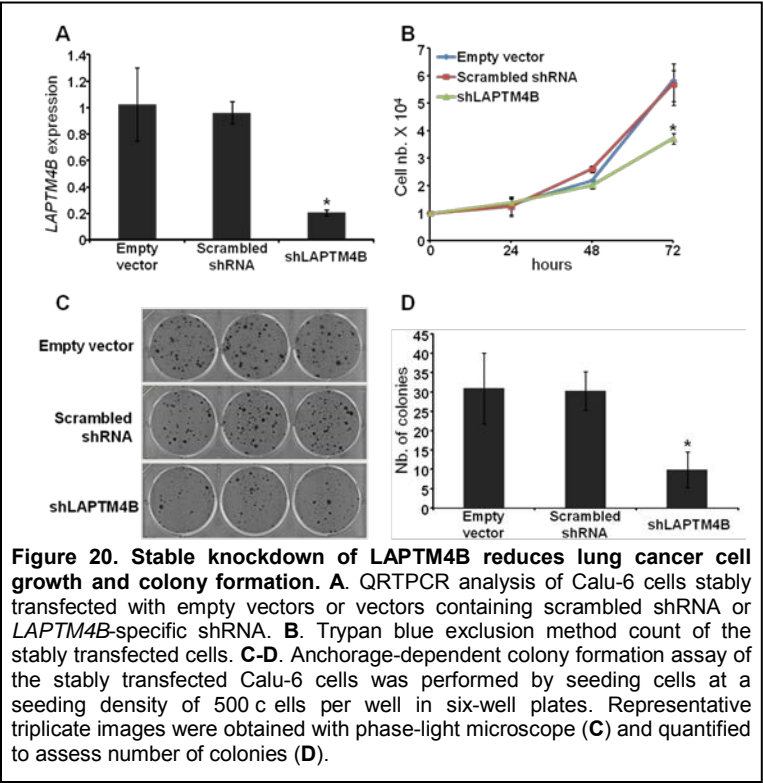 A
1.4
1.2
1
0.8
0.6
0.4
0.2
0
LAPTM4B expression
*
Empty vector
Scrambled shRNA
shLAPTM4B
B
7
6
5
4
3
2
1
0
Cell nb. X 10⁴
Empty vector
Scrambled shRNA
shLAPTM4B
*
0 24 48 72
hours
C
Empty vector
Scrambled shRNA
shLAPTM4B
D
45
40
35
30
25
20
15
10
5
0
Nb. of colonies
*
Empty vector
Scrambled shRNA
shLAPTM4B
Figure 20. Stable knockdown of LAPTM4B reduces lung cancer cell
growth and colony formation. A. QRTPCR analysis of Calu-6 cells stably
transfected with empty vectors or vectors containing scrambled shRNA or
LAPTM4B-specific shRNA. B. Trypan blue exclusion method count of the
stably transfected cells. C-D. Anchorage-dependent colony formation assay of
the stably transfected Calu-6 cells was performed by seeding cells at a
seeding density of 500 c ells per well in six-well plates. Representative
triplicate images were obtained with phase-light microscope (C) and quantified
to assess number of colonies (D).